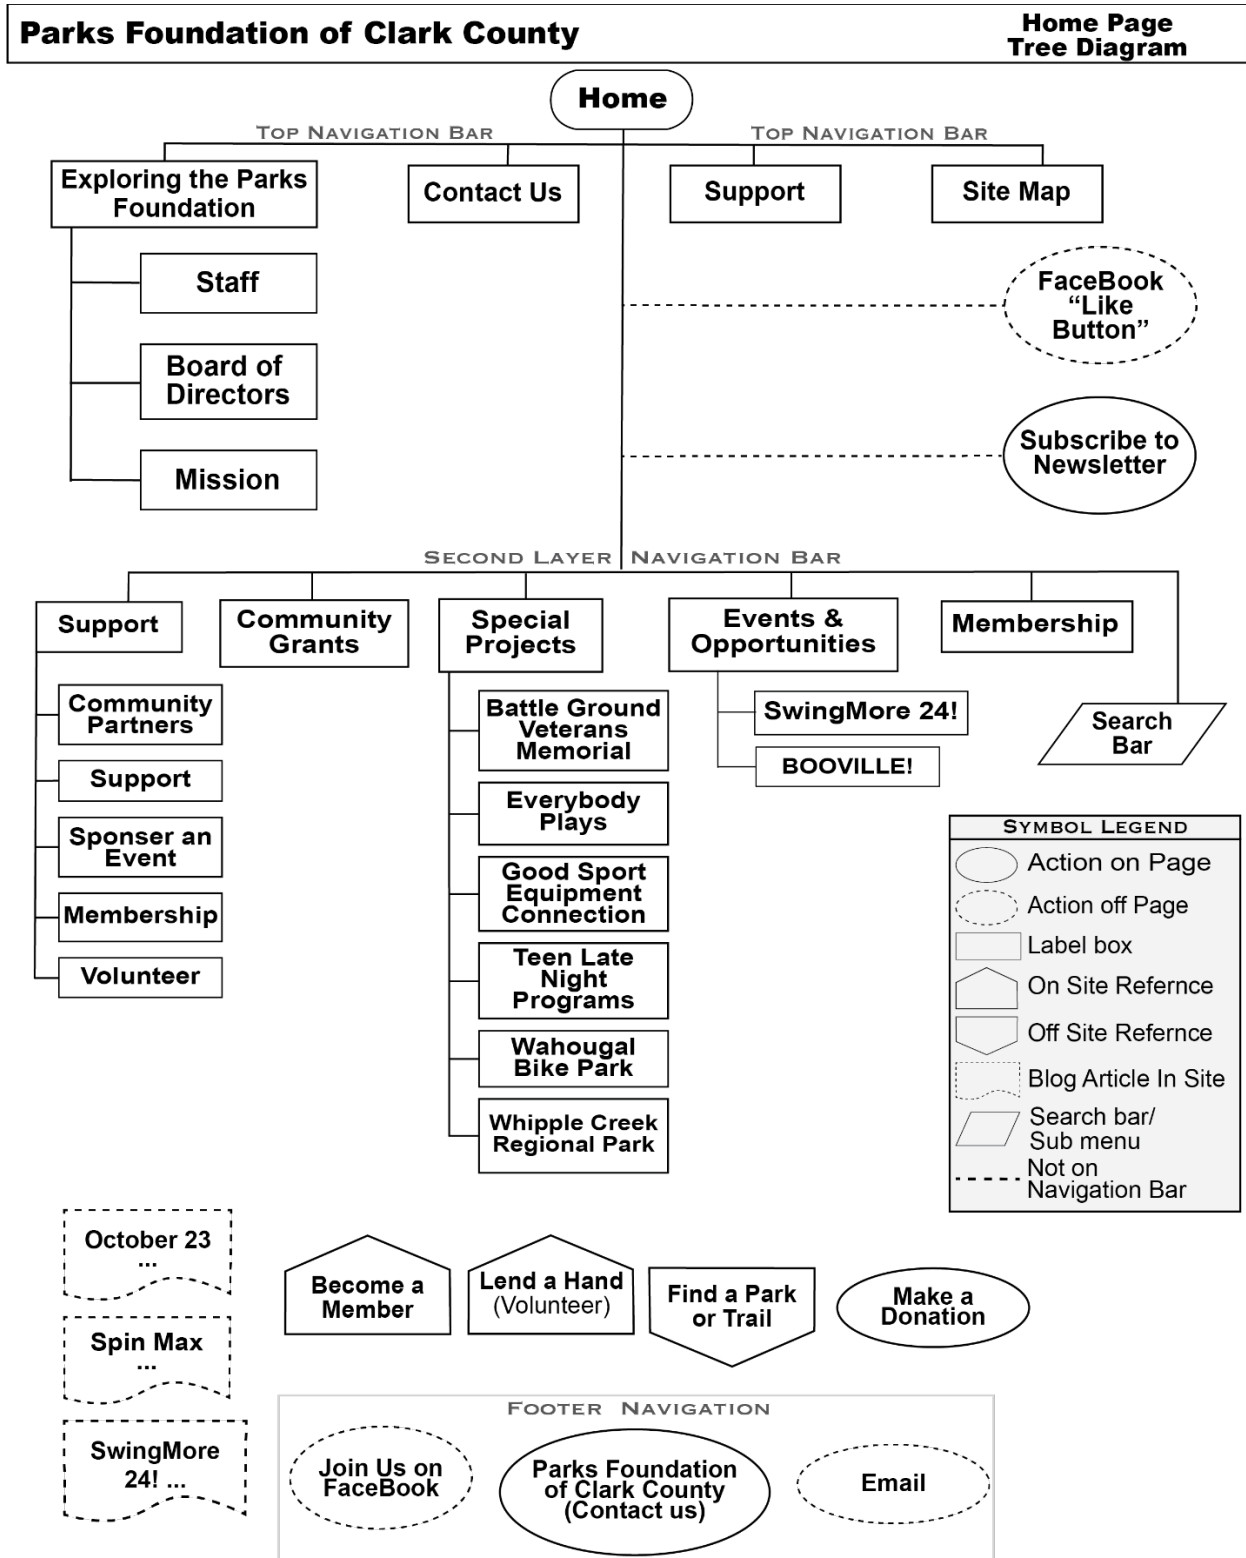 Parks Foundation of Clark County
Home Page
Tree Diagram
Home
TOP NAVIGATION BAR
TOP NAVIGATION BAR
Exploring the Parks
Foundation
Contact Us
Support
Site Map
Staff
Board of
Directors
Mission
FaceBook
“Like
Button”
Subscribe to
Newsletter
SECOND LAYER NAVIGATION BAR
Support
Community
Grants
Special
Projects
Events &
Opportunities
Membership
Search
Bar
Community
Partners
Support
Sponser an
Event
Membership
Volunteer
Battle Ground
Veterans
Memorial
Everybody
Plays
Good Sport
Equipment
Connection
Teen Late
Night
Programs
Wahougal
Bike Park
Whipple Creek
Regional Park
SwingMore 24!
BOOVILLE!
SYMBOL LEGEND
Action on Page
Action off Page
Label box
On Site Refernce
Off Site Refernce
Blog Article In Site
Search bar/
Sub menu
Not on
Navigation Bar
October 23
...
Spin Max
...
SwingMore
24! ...
Become a
Member
Lend a Hand
(Volunteer)
Find a Park
or Trail
Make a
Donation
FOOTER NAVIGATION
Join Us on
FaceBook
Parks Foundation
of Clark County
(Contact us)
Email